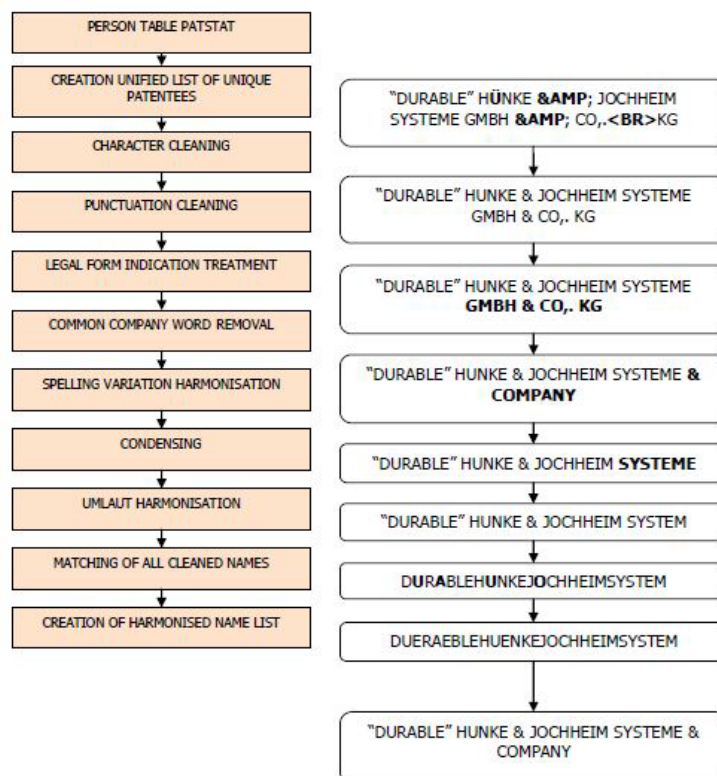 PERSON TABLE PATSTAT
CREATION UNIFIED LIST OF UNIQUE
PATENTEES
CHARACTER CLEANING
PUNCTUATION CLEANING
LEGAL FORM INDICATION TREATMENT
COMMON COMPANY WORD REMOVAL
SPELLING VARIATION HARMONISATION
CONDENSING
UMLAUT HARMONISATION
MATCHING OF ALL CLEANED NAMES
CREATION OF HARMONISED NAME LIST
“DURABLE” HÜNKE &AMP; JOCHHEIM
SYSTEME GMBH &AMP; CO,.<BR>KG
“DURABLE” HUNKE & JOCHHEIM SYSTEME
GMBH & CO,. KG
“DURABLE” HUNKE & JOCHHEIM SYSTEME
GMBH & CO,. KG
“DURABLE” HUNKE & JOCHHEIM SYSTEME &
COMPANY
“DURABLE” HUNKE & JOCHHEIM SYSTEME
“DURABLE” HUNKE & JOCHHEIM SYSTEM
DURABLEHUNKEJOCHHEIMSYSTEM
DUERAEBLEHUENKEJOCHHEIMSYSTEM
“DURABLE” HUNKE & JOCHHEIM SYSTEME &
COMPANY